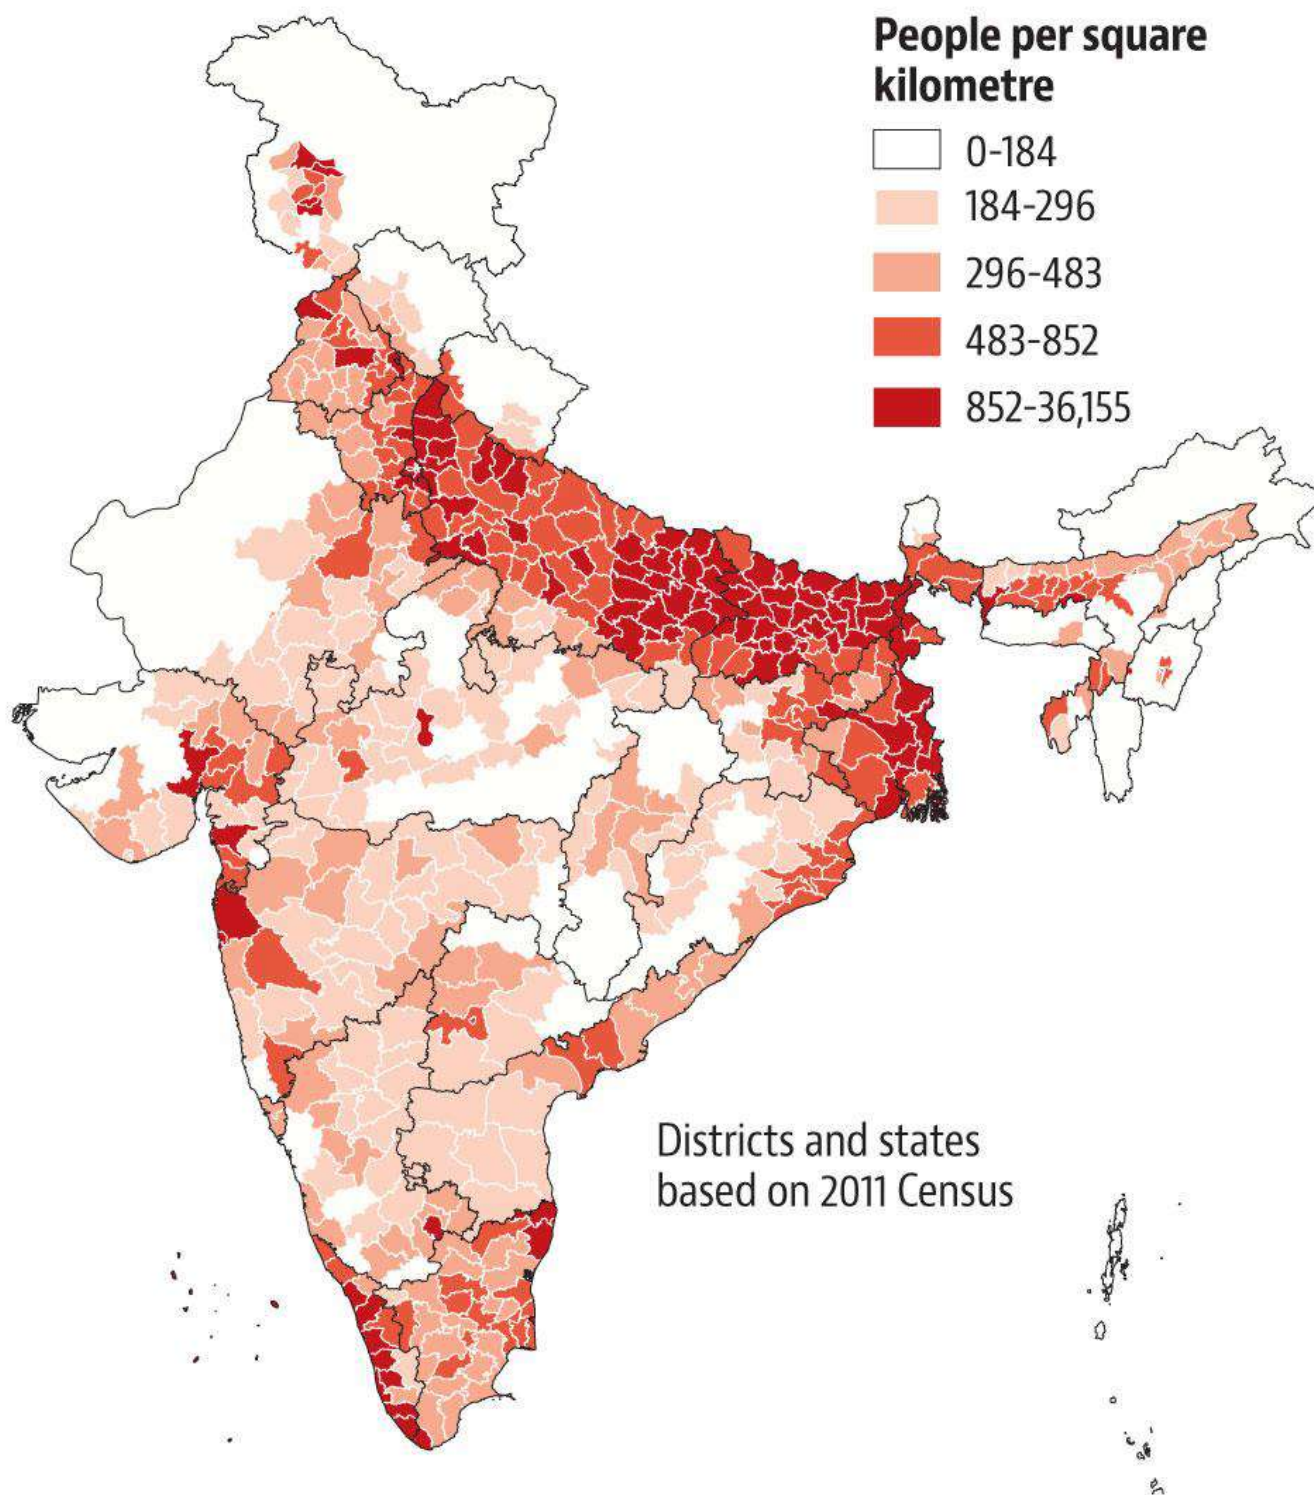 People per square
kilometre
0-184
184-296
296-483
483-852
852-36,155
Districts and states
based on 2011 Census